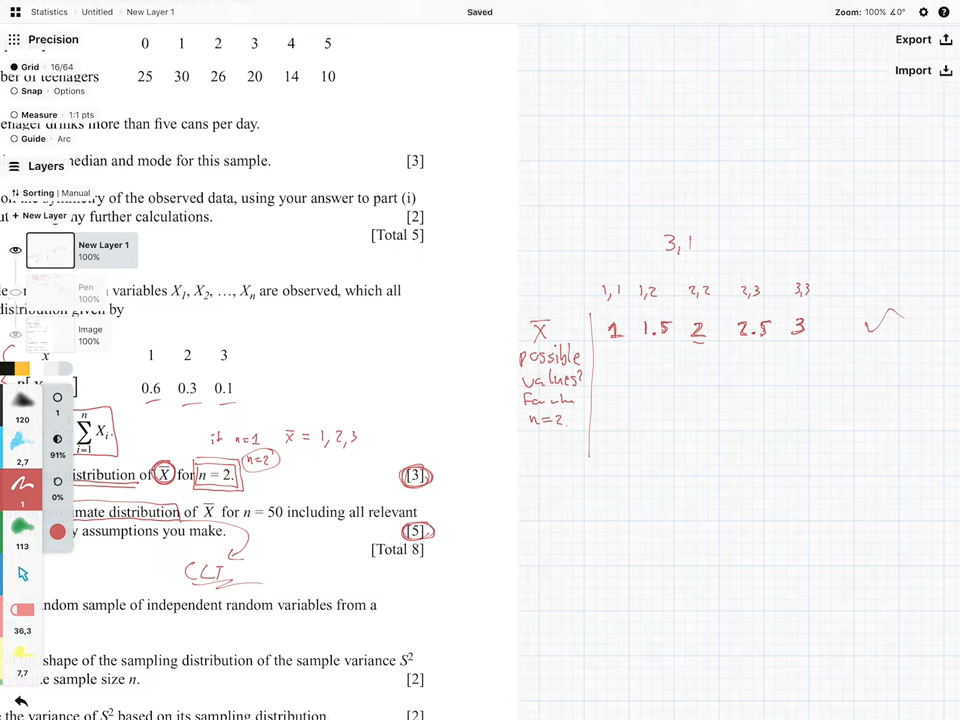 Statistics Untitled New Layer 1 Saved Zoom: 100% ∠0°
Precision Export
Grid 16/64 Import
Snap Options
Measure 1:1 pts
Guide Arc
Layers
Sorting | Manual
New Layer
New Layer 1
100%
Pen
100%
Image
100%
0 1 2 3 4 5
ber of teenagers 25 30 26 20 14 10
enager drinks more than five cans per day.
median and mode for this sample. [3]
ry of the observed data, using your answer to part (i)
ny further calculations. [2]
[Total 5]
variables X1, X2, …, Xn are observed, which all
x 1 2 3
0.6 0.3 0.1
n
∑ Xi.
i=1
if n=1 x̄ = 1, 2, 3
n=2
distribution of X̄ for n = 2. [3]
ximate distribution of X̄ for n = 50 including all relevant
y assumptions you make. [5]
[Total 8]
CLT
ndom sample of independent random variables from a
the shape of the sampling distribution of the sample variance S²
the sample size n. [2]
the variance of S² based on its sampling distribution. [2]
120
2,7
1
113
36,3
7,7
1
91%
0%
3,1
1,1 1,2 2,2 2,3 3,3
X̄ 1 1.5 2 2.5 3
possible
values?
n=2.